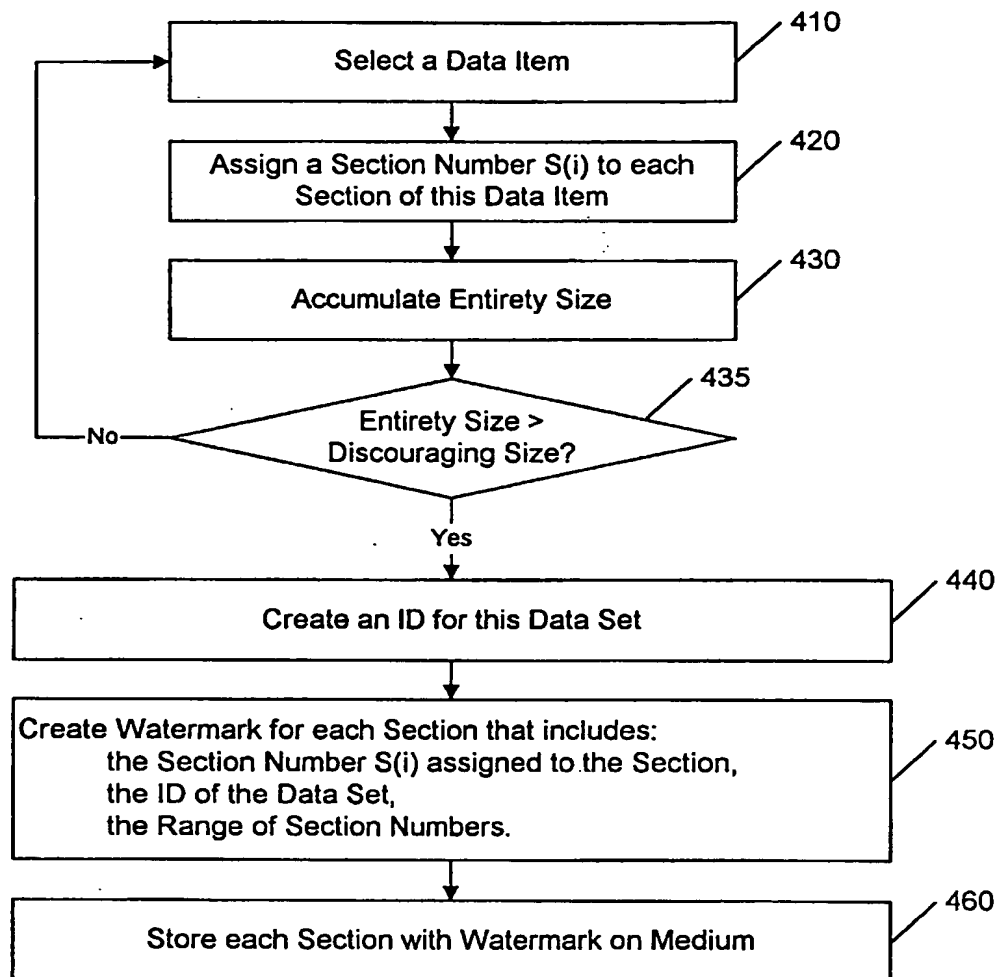 410
Select a Data Item
420
Assign a Section Number S(i) to each
Section of this Data Item
430
Accumulate Entirety Size
435
Entirety Size >
Discouraging Size?
No
Yes
440
Create an ID for this Data Set
450
Create Watermark for each Section that includes:
the Section Number S(i) assigned to the Section,
the ID of the Data Set,
the Range of Section Numbers.
460
Store each Section with Watermark on Medium